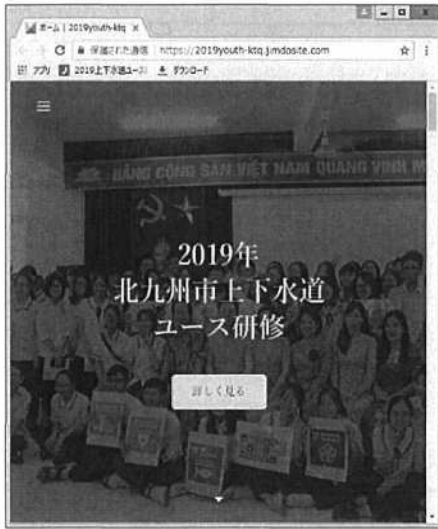 ホーム | 2019youth-ktq
保護された通信 | https://2019youth-ktq.jimdosite.com
アプリ 2019上下水道ユース ダウンロード
ĐẢNG CỘNG SẢN VIỆT NAM QUANG VINH M
2019年
北九州市上下水道
ユース研修
詳しく見る